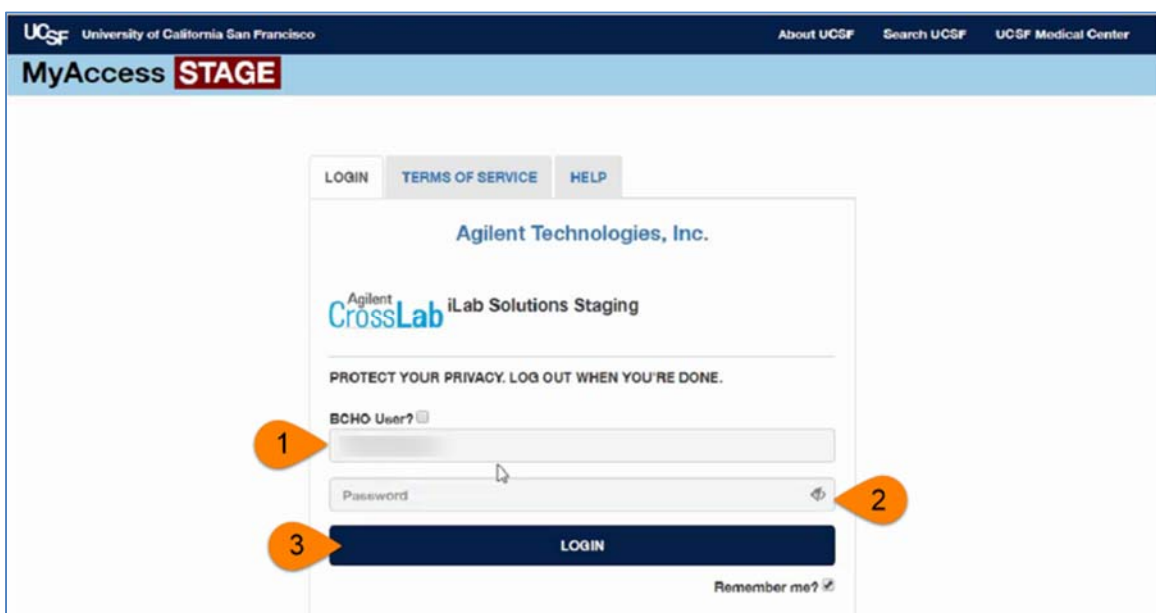 UCSF University of California San Francisco About UCSF Search UCSF UCSF Medical Center
MyAccess STAGE
LOGIN TERMS OF SERVICE HELP
Agilent Technologies, Inc.
Agilent
CrossLab iLab Solutions Staging
PROTECT YOUR PRIVACY. LOG OUT WHEN YOU'RE DONE.
BCHO User?
1
Password
2
3 LOGIN
Remember me?